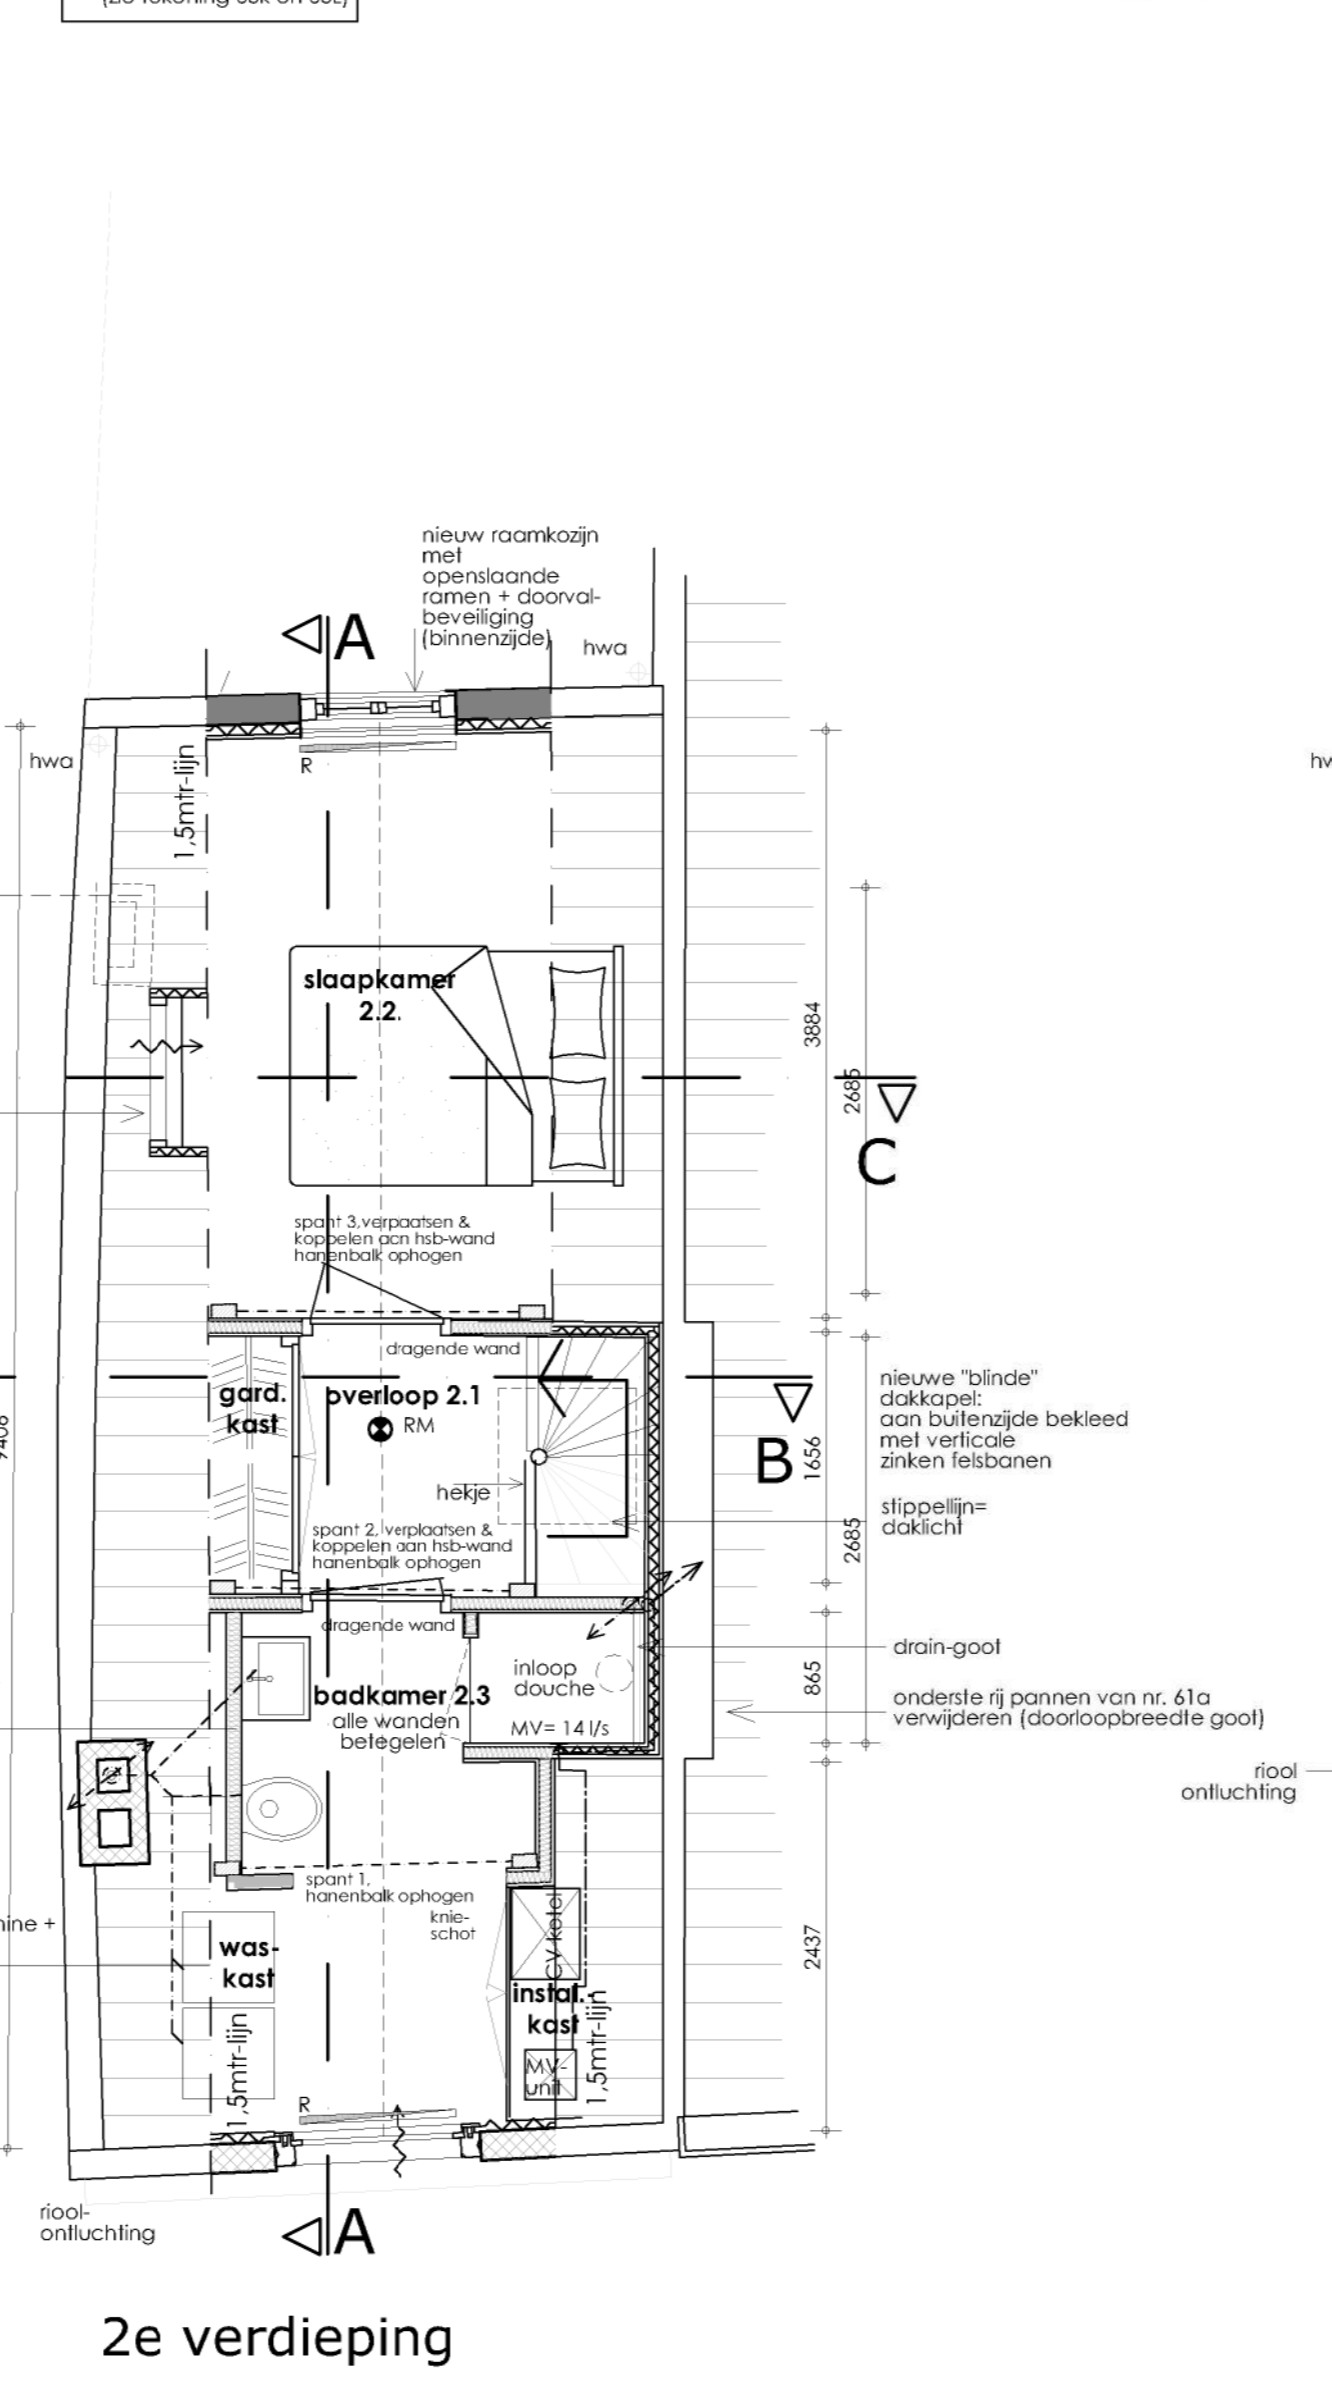 nieuw raamkozijn
met
openslaande
ramen + doorval-
beveiliging
(binnenzijde)
A
hwa
hwa
1,5mtr-lijn
R
slaapkamer
2.2.
3884
2685
C
spant 3,verpaatsen &
koppelen aan hsb-wand
hanenbalk ophogen
dragende wand
gard.
kast
overloop 2.1
RM
B
1656
2685
nieuwe "blinde"
dakkapel:
aan buitenzijde bekleed
met verticale
zinken felsbanen
stippellijn=
daklicht
hekje
spant 2, verplaatsen &
koppelen aan hsb-wand
hanenbalk ophogen
dragende wand
inloop
douche
MV= 14 l/s
badkamer 2.3
alle wanden
betegelen
865
drain-goot
onderste rij pannen van nr. 61a
verwijderen (doorloopbreedte goot)
riool
ontluchting
spant 1,
hanenbalk ophogen
knie-
schot
was-
kast
CV-ketel
instal.-
kast
MV-
unit
1,5mtr-lijn
1,5mtr-lijn
2437
R
riool-
ontluchting
A
2e verdieping